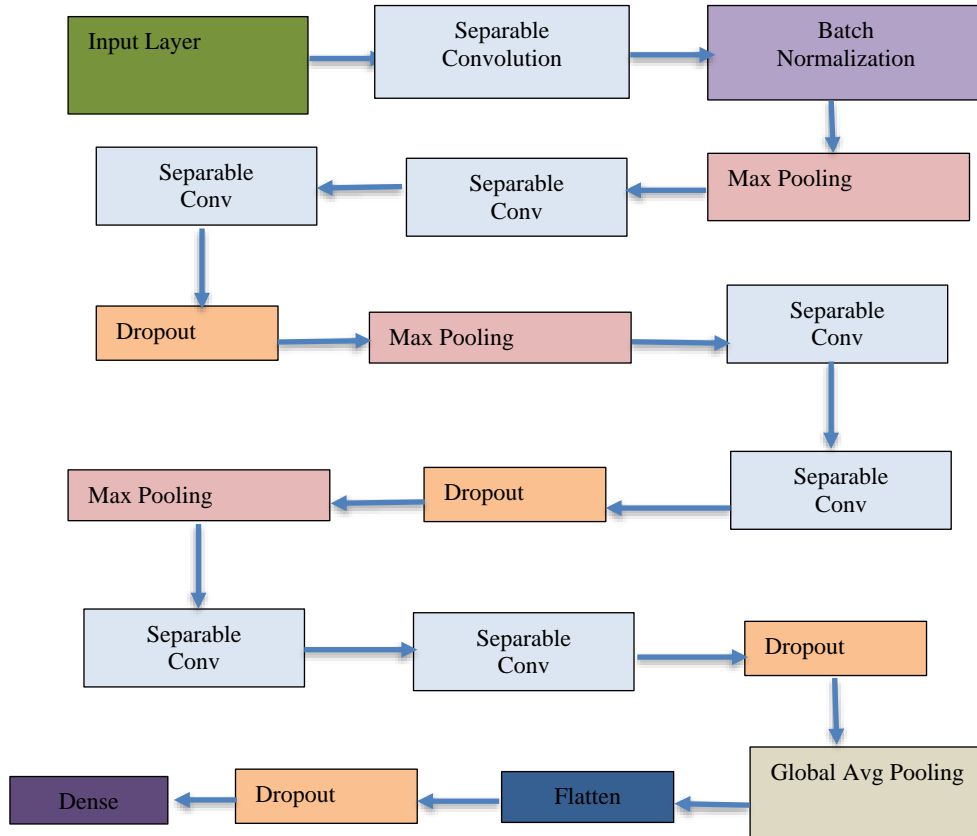 Input Layer
Separable
Convolution
Batch
Normalization
Separable
Conv
Separable
Conv
Max Pooling
Dropout
Max Pooling
Separable
Conv
Max Pooling
Dropout
Separable
Conv
Separable
Conv
Separable
Conv
Dropout
Global Avg Pooling
Dense
Dropout
Flatten